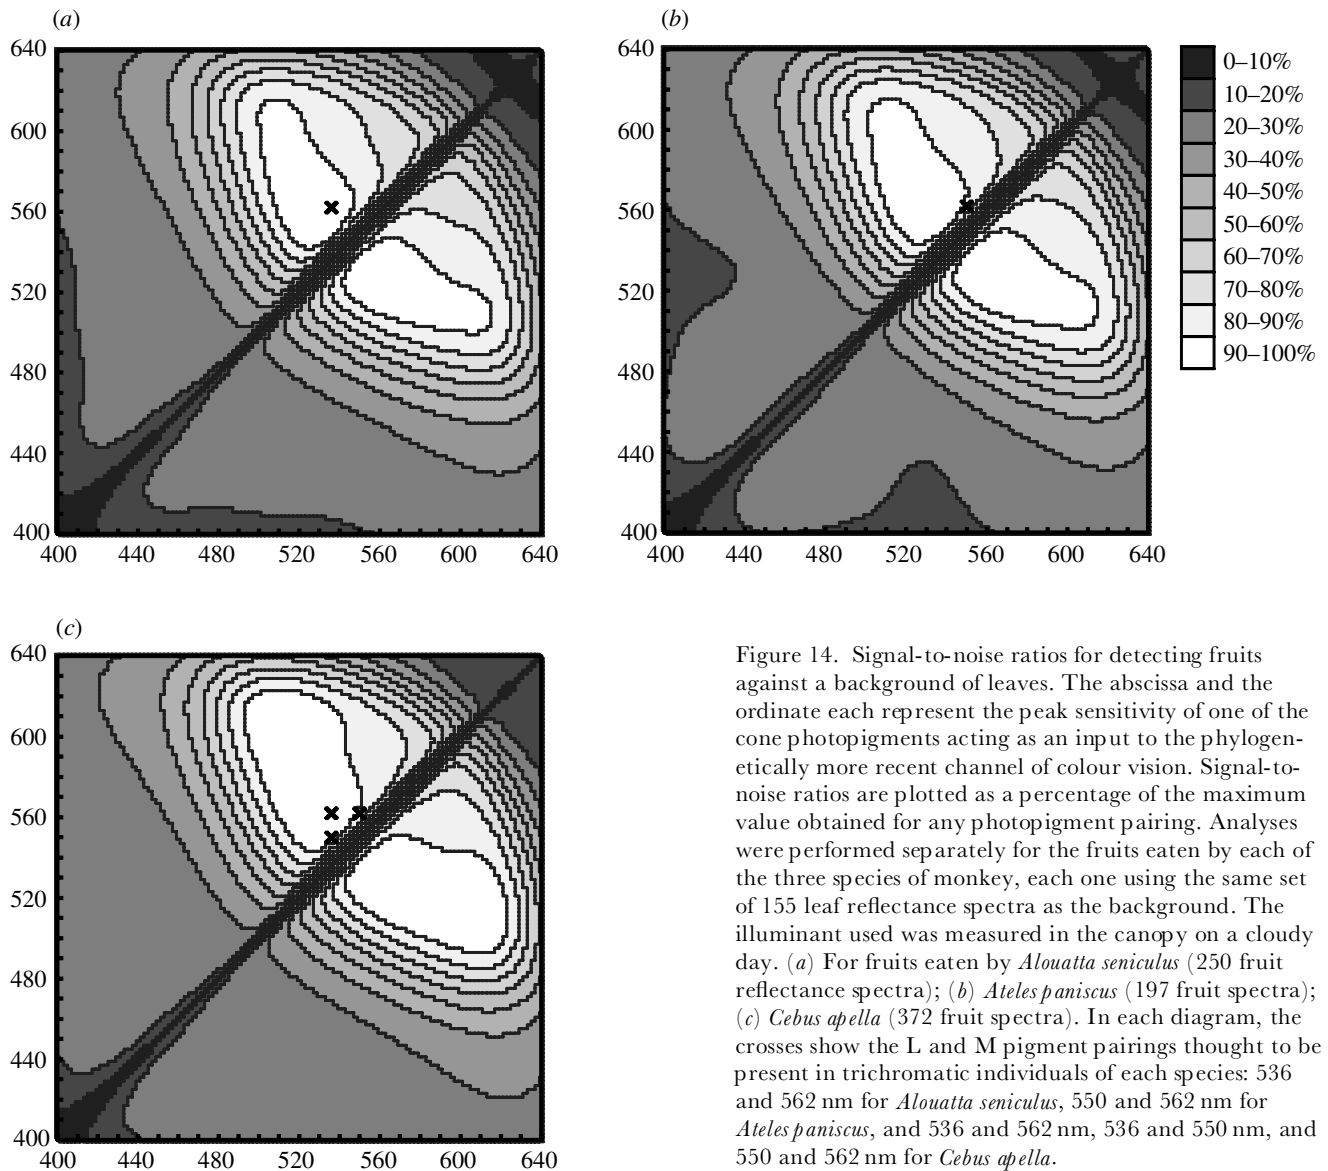 (a)
(b)
640
600
560
520
480
440
400
400 440 480 520 560 600 640
640
600
560
520
480
440
400
400 440 480 520 560 600 640
0–10%
10–20%
20–30%
30–40%
40–50%
50–60%
60–70%
70–80%
80–90%
90–100%
(c)
640
600
560
520
480
440
400
400 440 480 520 560 600 640
Figure 14. Signal-to-noise ratios for detecting fruits
against a background of leaves. The abscissa and the
ordinate each represent the peak sensitivity of one of the
cone photopigments acting as an input to the phylogen-
etically more recent channel of colour vision. Signal-to-
noise ratios are plotted as a percentage of the maximum
value obtained for any photopigment pairing. Analyses
were performed separately for the fruits eaten by each of
the three species of monkey, each one using the same set
of 155 leaf reflectance spectra as the background. The
illuminant used was measured in the canopy on a cloudy
day. (a) For fruits eaten by Alouatta seniculus (250 fruit
reflectance spectra); (b) Ateles paniscus (197 fruit spectra);
(c) Cebus apella (372 fruit spectra). In each diagram, the
crosses show the L and M pigment pairings thought to be
present in trichromatic individuals of each species: 536
and 562 nm for Alouatta seniculus, 550 and 562 nm for
Ateles paniscus, and 536 and 562 nm, 536 and 550 nm, and
550 and 562 nm for Cebus apella.